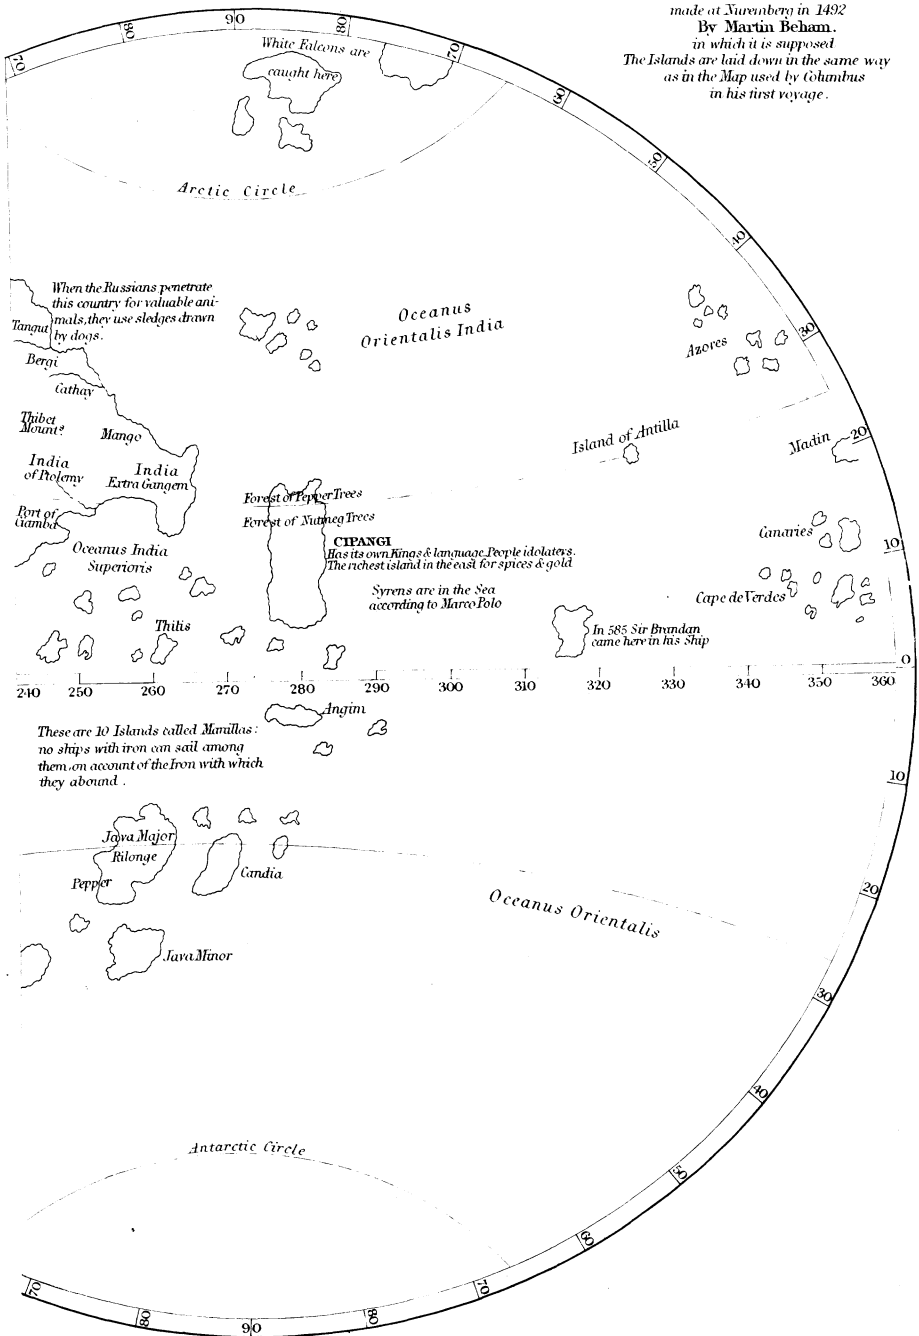 made at Nuremberg in 1492
By Martin Beham.
in which it is supposed
The Islands are laid down in the same way
as in the Map used by Columbus
in his first voyage.
70
80
90
80
70
60
50
40
30
20
10
0
10
20
30
40
50
60
70
80
90
80
70
White Falcons are
caught here
Arctic Circle
When the Russians penetrate
this country for valuable ani-
mals, they use sledges drawn
by dogs.
Oceanus
Orientalis India
Tangut
Bergi
Cathay
Azores
Thibet
Mount?
Mango
Island of Antilla
Madin
India
of Ptolemy
India
Extra Gangem
Forest of Pepper Trees
Port of
Ciamba
Forest of Nutmeg Trees
Canaries
CIPANGI
Has its own Kings & language. People idolaters.
The richest island in the east for spices & gold
Oceanus India
Superioris
Syrens are in the Sea
according to Marco Polo
Cape de Verdes
Thilis
In 585 Sir Brandan
came here in his Ship
240 250 260 270 280 290 300 310 320 330 340 350 360
Angim
These are 10 Islands called Manillas:
no ships with iron can sail among
them, on account of the Iron with which
they abound.
Java Major
Rilonge
Pepper
Candia
Oceanus Orientalis
Java Minor
Antarctic Circle